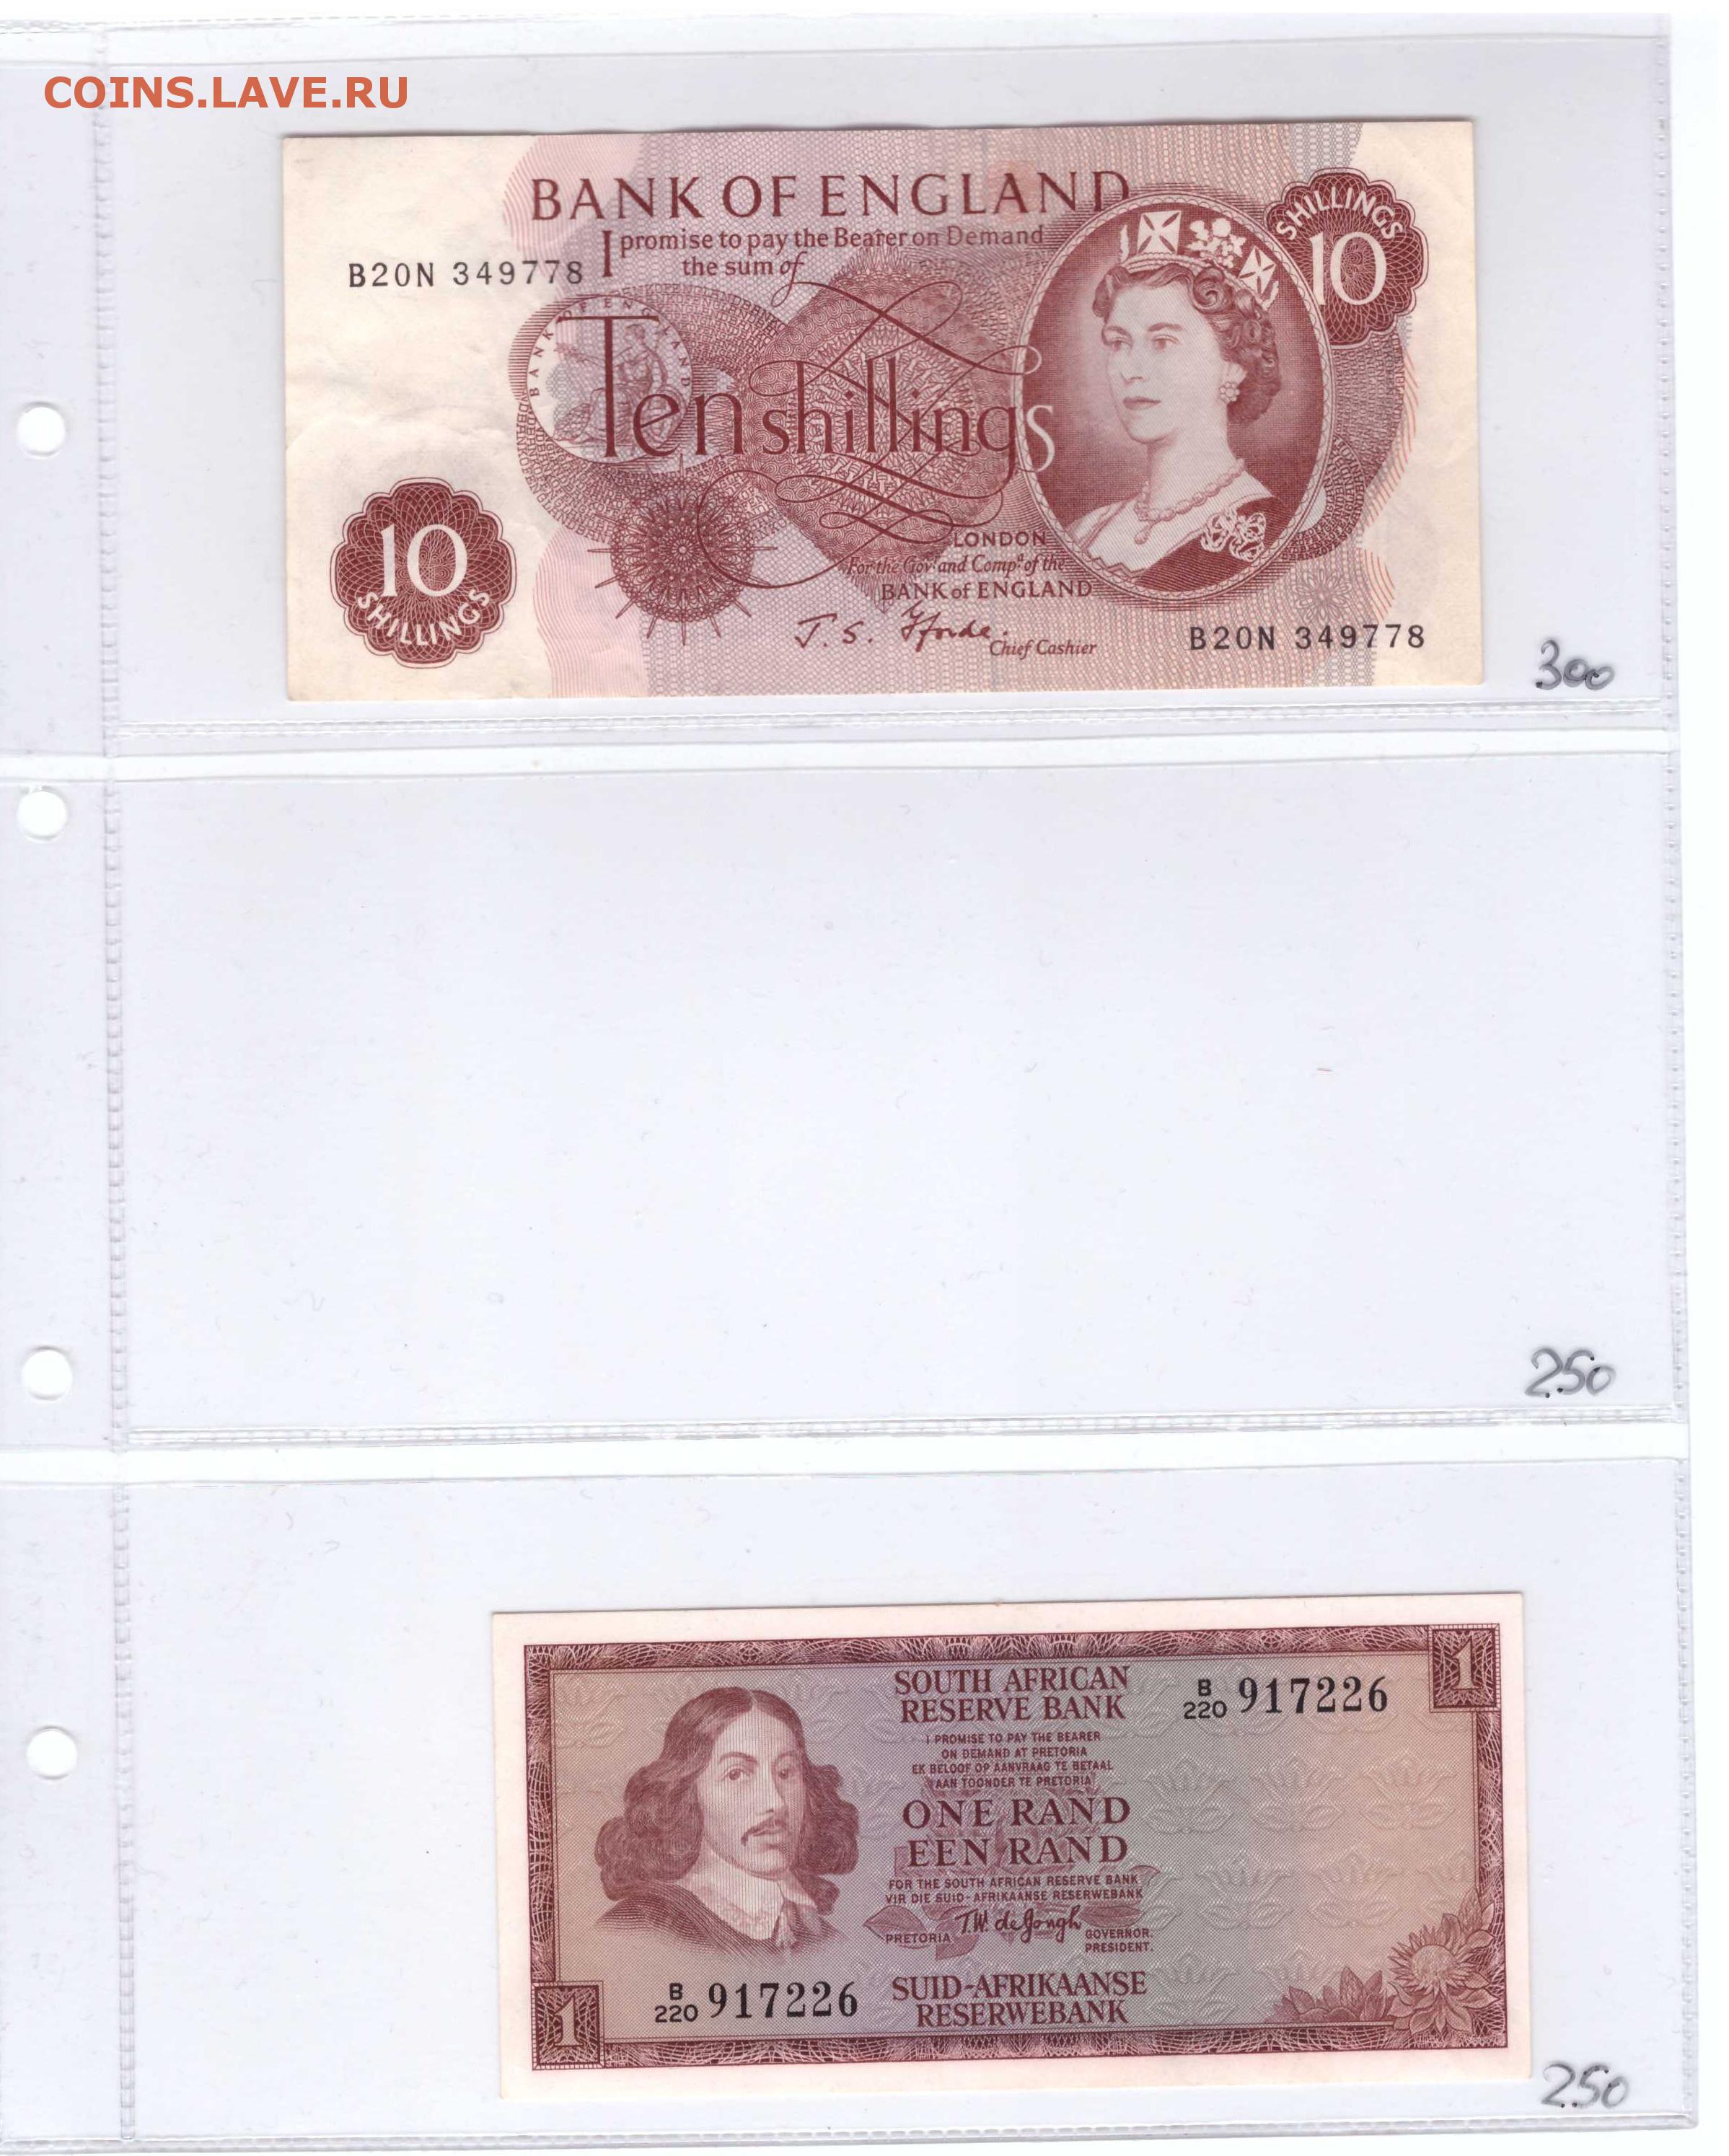 COINS.LAVE.RU
BANK OF ENGLAND
SHILLINGS
10
I promise to pay the Bearer on Demand
the sum of
B20N 349778
BANK OF ENGLAND
Ten shillings
LONDON
For the Govr. and Compa. of the
BANK of ENGLAND
10
SHILLINGS
J. S. Fforde.
Chief Cashier
B20N 349778
300
250
1
SOUTH AFRICAN
RESERVE BANK
B/220 917226
I PROMISE TO PAY THE BEARER
ON DEMAND AT PRETORIA
EK BELOOF OP AANVRAAG TE BETAAL
AAN TOONDER TE PRETORIA
ONE RAND
EEN RAND
FOR THE SOUTH AFRICAN RESERVE BANK
VIR DIE SUID-AFRIKAANSE RESERWEBANK
T.W. de Jongh
PRETORIA
GOVERNOR.
PRESIDENT.
B/220 917226
SUID-AFRIKAANSE
RESERWEBANK
1
250